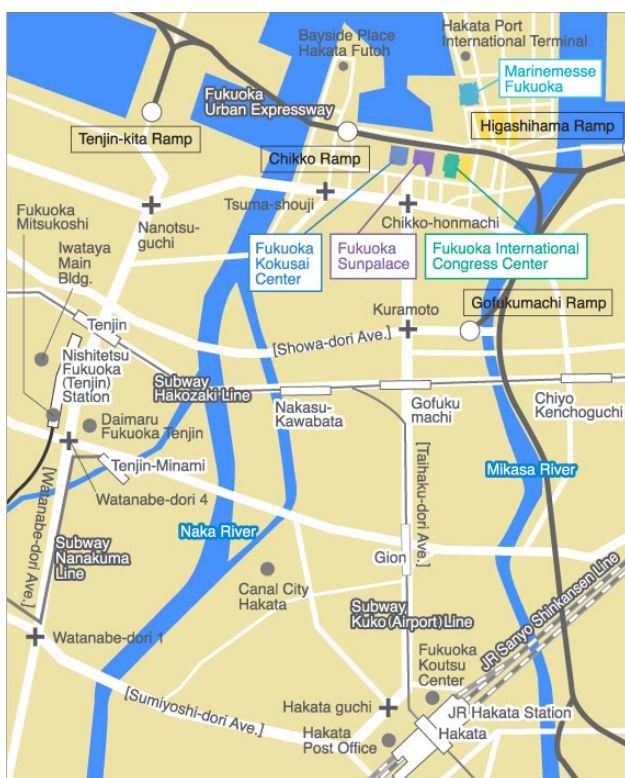 Bayside Place
Hakata Futoh
Hakata Port
International Terminal
Marinemesse
Fukuoka
Fukuoka
Urban Expressway
Tenjin-kita Ramp
Chikko Ramp
Higashihama Ramp
Fukuoka
Mitsukoshi
Nanotsu-
guchi
Tsuma-shouji
Chikko-honmachi
Iwataya
Main
Bldg.
Fukuoka
Kokusai
Center
Fukuoka
Sunpalace
Fukuoka International
Congress Center
Kuramoto
Gofukumachi Ramp
Tenjin
[Showa-dori Ave.]
Nishitetsu
Fukuoka
(Tenjin)
Station
Subway
Hakozaki Line
Nakasu-
Kawabata
Gofuku
machi
Chiyo
Kenchoguchi
Daimaru
Fukuoka Tenjin
Tenjin-Minami
[Taihaku-dori Ave.]
Mikasa River
Watanabe-dori 4
[Watanabe-dori Ave.]
Naka River
Subway
Nanakuma
Line
Gion
Canal City
Hakata
Subway
Kuko(Airport)Line
JR Sanyo Shinkansen Line
Watanabe-dori 1
Fukuoka
Koutsu
Center
[Sumiyoshi-dori Ave.]
Hakata guchi
JR Hakata Station
Hakata
Hakata
Post Office